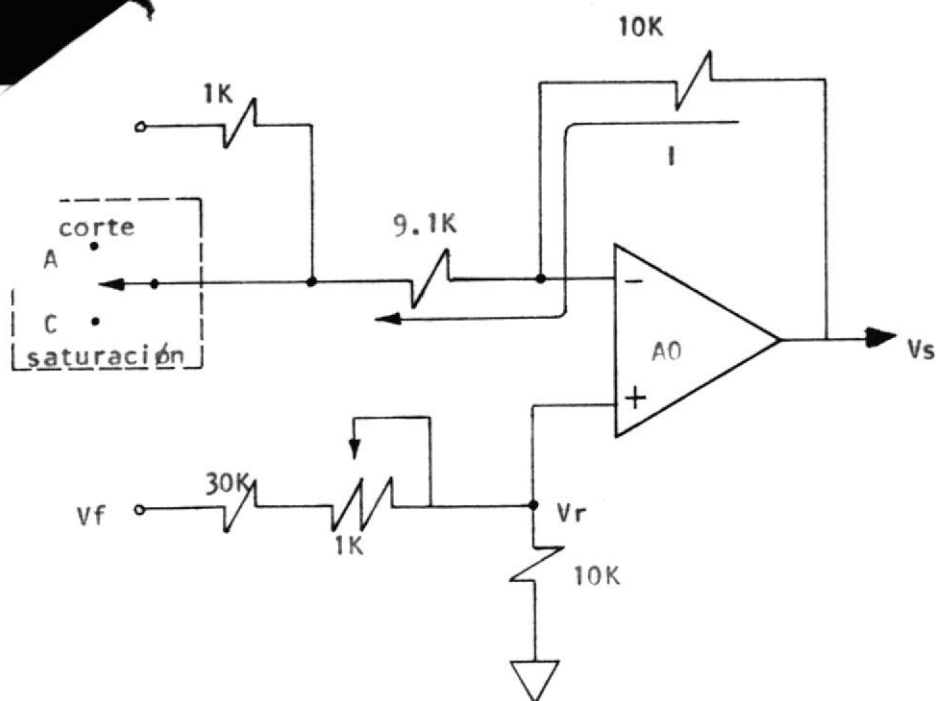 10K
1K
I
corte
9.1K
A
−
C
AO
saturación
Vs
+
30K
Vf
Vr
1K
10K